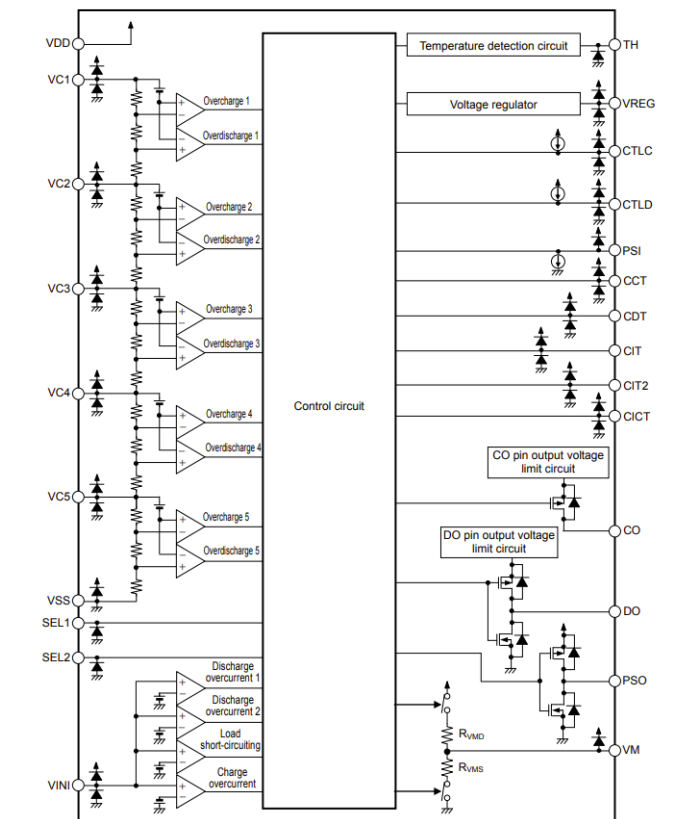 VDD
VC1
VC2
VC3
VC4
VC5
VSS
SEL1
SEL2
VINI
Overcharge 1
Overdischarge 1
Overcharge 2
Overdischarge 2
Overcharge 3
Overdischarge 3
Overcharge 4
Overdischarge 4
Overcharge 5
Overdischarge 5
Discharge
overcurrent 1
Discharge
overcurrent 2
Load
short-circuiting
Charge
overcurrent
+
−
−
+
+
−
−
+
+
−
−
+
+
−
−
+
+
−
−
+
+
−
+
−
+
−
+
−
Control circuit
Temperature detection circuit
Voltage regulator
CO pin output voltage
limit circuit
DO pin output voltage
limit circuit
RVMD
RVMS
TH
VREG
CTLC
CTLD
PSI
CCT
CDT
CIT
CIT2
CICT
CO
DO
PSO
VM